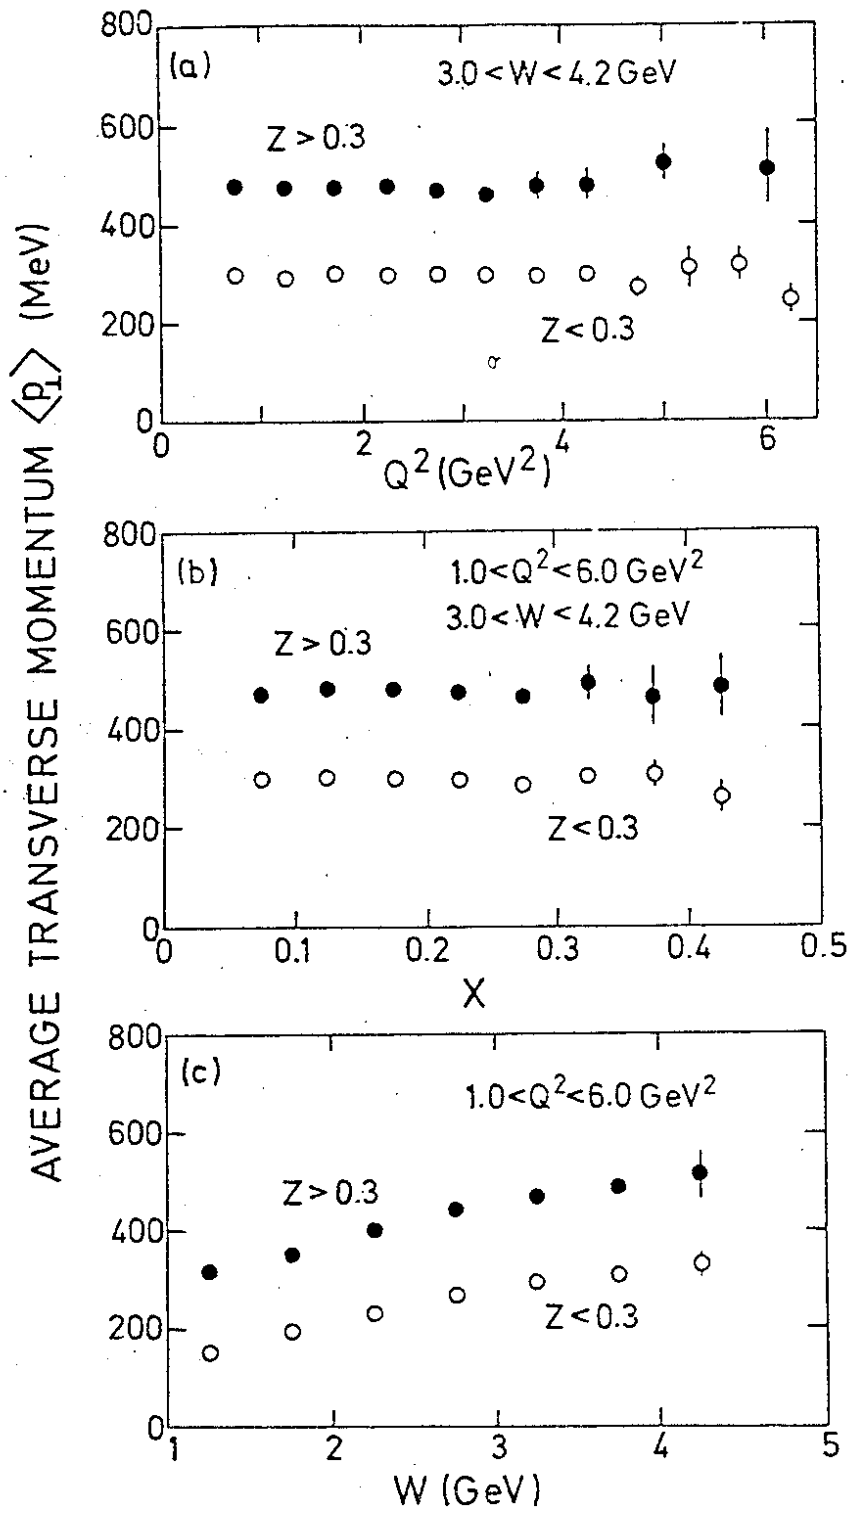 AVERAGE TRANSVERSE MOMENTUM ⟨p⊥⟩ (MeV)
800
(a)
3.0 < W < 4.2 GeV
600
Z > 0.3
400
200
Z < 0.3
0
0 2 4 6
Q² (GeV²)
800
(b)
1.0 < Q² < 6.0 GeV²
3.0 < W < 4.2 GeV
600
Z > 0.3
400
200
Z < 0.3
0
0 0.1 0.2 0.3 0.4 0.5
X
800
(c)
1.0 < Q² < 6.0 GeV²
600
Z > 0.3
400
200
Z < 0.3
0
1 2 3 4 5
W (GeV)